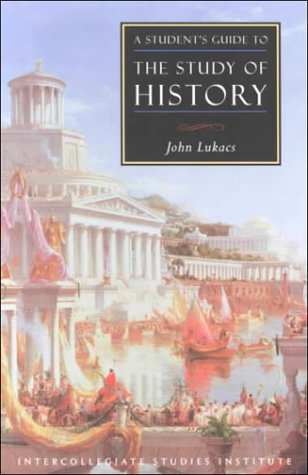 A STUDENT'S GUIDE TO
THE STUDY OF
HISTORY
John Lukacs
INTERCOLLEGIATE STUDIES INSTITUTE